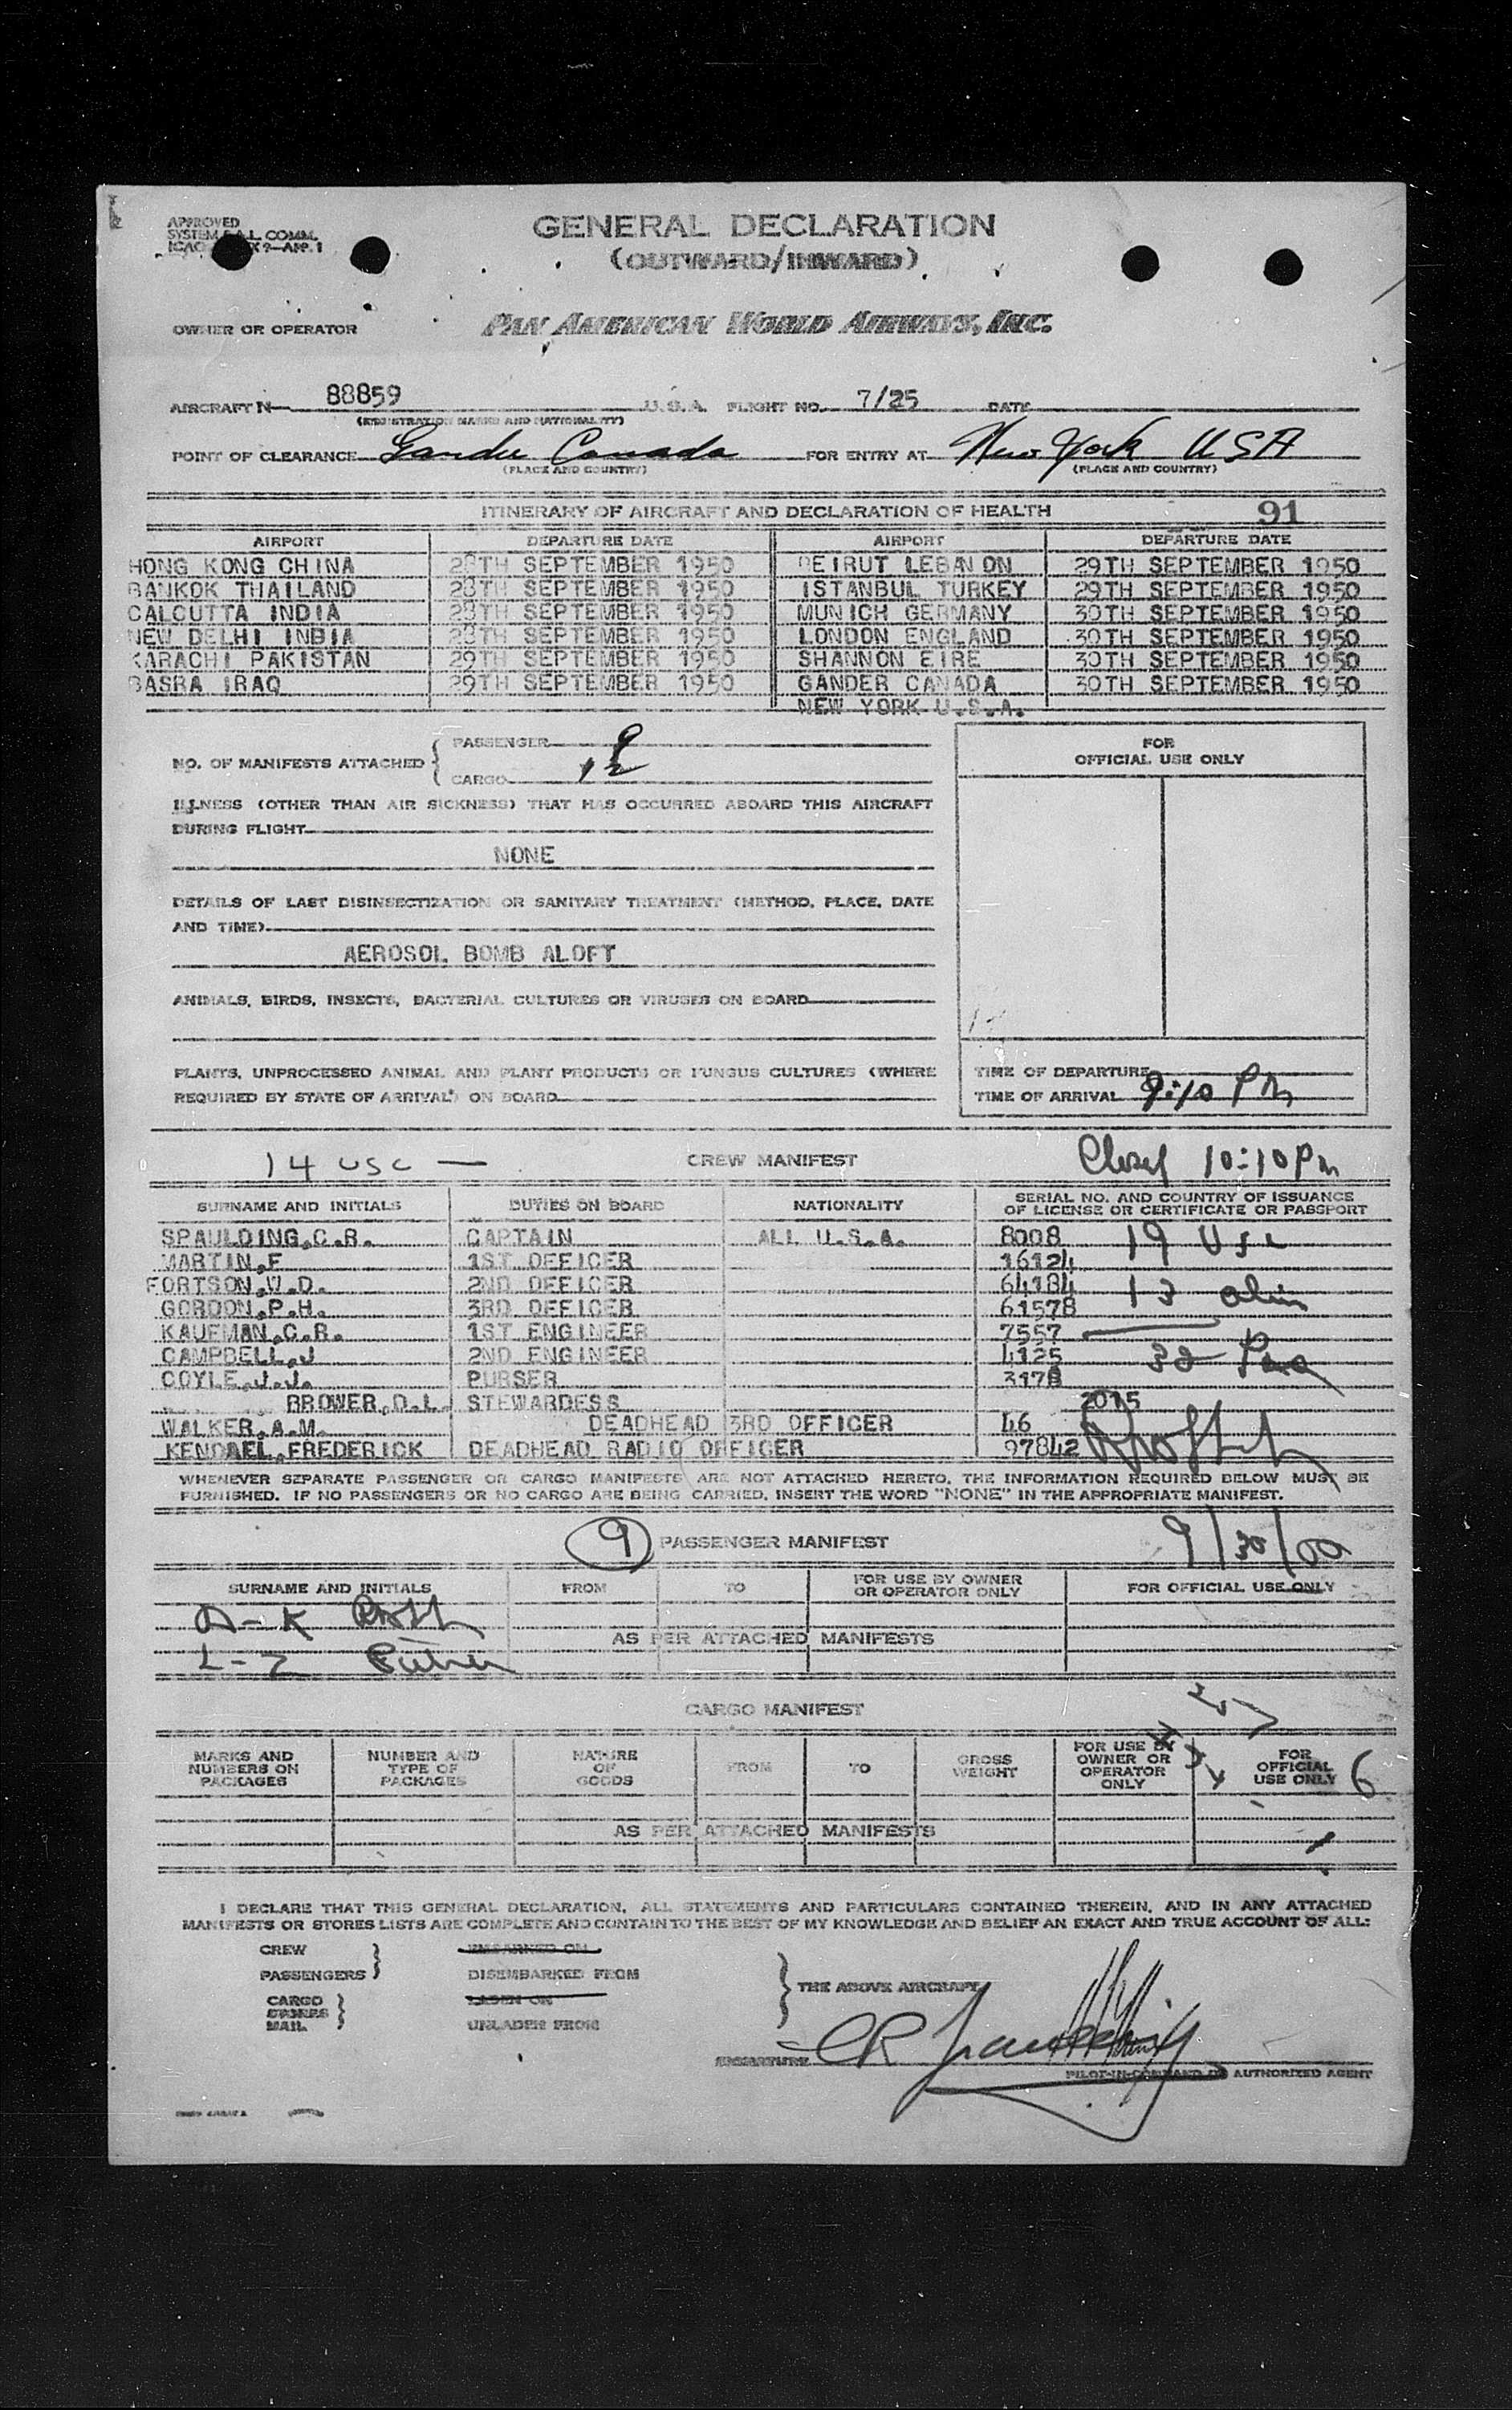 APPROVED
GENERAL DECLARATION
SYSTEM COMM.
(OUTWARD/INWARD)
OWNER OR OPERATOR PAN AMERICAN WORLD AIRWAYS, INC.
AIRCRAFT N 88859 U.S.A. FLIGHT NO. 7/25 DATE
(REGISTRATION MARKS AND NATIONALITY)
POINT OF CLEARANCE Gander Canada FOR ENTRY AT New York USA
(PLACE AND COUNTRY) (PLACE AND COUNTRY)
ITINERARY OF AIRCRAFT AND DECLARATION OF HEALTH 91
AIRPORT DEPARTURE DATE AIRPORT DEPARTURE DATE
HONG KONG CHINA 28TH SEPTEMBER 1950 BEIRUT LEBANON 29TH SEPTEMBER 1950
BANKOK THAILAND 28TH SEPTEMBER 1950 ISTANBUL TURKEY 29TH SEPTEMBER 1950
CALCUTTA INDIA 28TH SEPTEMBER 1950 MUNICH GERMANY 30TH SEPTEMBER 1950
NEW DELHI INDIA 28TH SEPTEMBER 1950 LONDON ENGLAND 30TH SEPTEMBER 1950
KARACHI PAKISTAN 29TH SEPTEMBER 1950 SHANNON EIRE 30TH SEPTEMBER 1950
BASRA IRAQ 29TH SEPTEMBER 1950 GANDER CANADA 30TH SEPTEMBER 1950
NEW YORK U.S.A.
NO. OF MANIFESTS ATTACHED { PASSENGER
CARGO
FOR
OFFICIAL USE ONLY
ILLNESS (OTHER THAN AIR SICKNESS) THAT HAS OCCURRED ABOARD THIS AIRCRAFT
DURING FLIGHT
NONE
DETAILS OF LAST DISINSECTIZATION OR SANITARY TREATMENT (METHOD, PLACE, DATE
AND TIME)
AEROSOL BOMB ALOFT
ANIMALS, BIRDS, INSECTS, BACTERIAL CULTURES OR VIRUSES ON BOARD
PLANTS, UNPROCESSED ANIMAL AND PLANT PRODUCTS OR FUNGUS CULTURES (WHERE
REQUIRED BY STATE OF ARRIVAL) ON BOARD
TIME OF DEPARTURE
TIME OF ARRIVAL 9:10 PM
14 USC — CREW MANIFEST Closed 10:10 Pm
SURNAME AND INITIALS DUTIES ON BOARD NATIONALITY SERIAL NO. AND COUNTRY OF ISSUANCE
OF LICENSE OR CERTIFICATE OR PASSPORT
SPAULDING.C.R. CAPTAIN ALL U.S.A. 8008 19 Usc
MARTIN.F 1ST OFFICER 16124
FORTSON.W.D. 2ND OFFICER 64184 13 alien
GORDON.P.H. 3RD OFFICER 61578
KAUFMAN.C.R. 1ST ENGINEER 7557
CAMPBELL.J 2ND ENGINEER 4125 32 Pax
COYLE.J.J. PURSER 3178
BROWER.D.L. STEWARDESS 2075
WALKER.A.M. DEADHEAD 3RD OFFICER 46
KENDAEL.FREDERICK DEADHEAD RADIO OFFICER 97842
WHENEVER SEPARATE PASSENGER OR CARGO MANIFESTS ARE NOT ATTACHED HERETO, THE INFORMATION REQUIRED BELOW MUST BE
FURNISHED. IF NO PASSENGERS OR NO CARGO ARE BEING CARRIED, INSERT THE WORD "NONE" IN THE APPROPRIATE MANIFEST.
9 PASSENGER MANIFEST 9/30/50
SURNAME AND INITIALS FROM TO FOR USE BY OWNER
OR OPERATOR ONLY FOR OFFICIAL USE ONLY
A-K
AS PER ATTACHED MANIFESTS
L-Z
CARGO MANIFEST
MARKS AND
NUMBERS ON
PACKAGES
NUMBER AND
TYPE OF
PACKAGES
NATURE
OF
GOODS
FROM
TO
GROSS
WEIGHT
FOR USE BY
OWNER OR
OPERATOR
ONLY
FOR
OFFICIAL
USE ONLY 6
AS PER ATTACHED MANIFESTS
I DECLARE THAT THIS GENERAL DECLARATION, ALL STATEMENTS AND PARTICULARS CONTAINED THEREIN, AND IN ANY ATTACHED
MANIFESTS OR STORES LISTS ARE COMPLETE AND CONTAIN TO THE BEST OF MY KNOWLEDGE AND BELIEF AN EXACT AND TRUE ACCOUNT OF ALL:
CREW } EMBARKED ON
PASSENGERS DISEMBARKED FROM } THE ABOVE AIRCRAFT
CARGO LADEN ON
STORES }
MAIL UNLADEN FROM
SIGNATURE
PILOT-IN-COMMAND OR AUTHORIZED AGENT